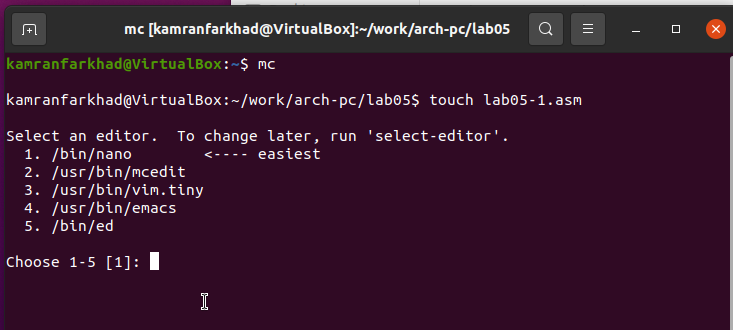 mc [kamranfarkhad@VirtualBox]:~/work/arch-pc/lab05
kamranfarkhad@VirtualBox:~$ mc
kamranfarkhad@VirtualBox:~/work/arch-pc/lab05$ touch lab05-1.asm
Select an editor.  To change later, run 'select-editor'.
  1. /bin/nano        <---- easiest
  2. /usr/bin/mcedit
  3. /usr/bin/vim.tiny
  4. /usr/bin/emacs
  5. /bin/ed
Choose 1-5 [1]: